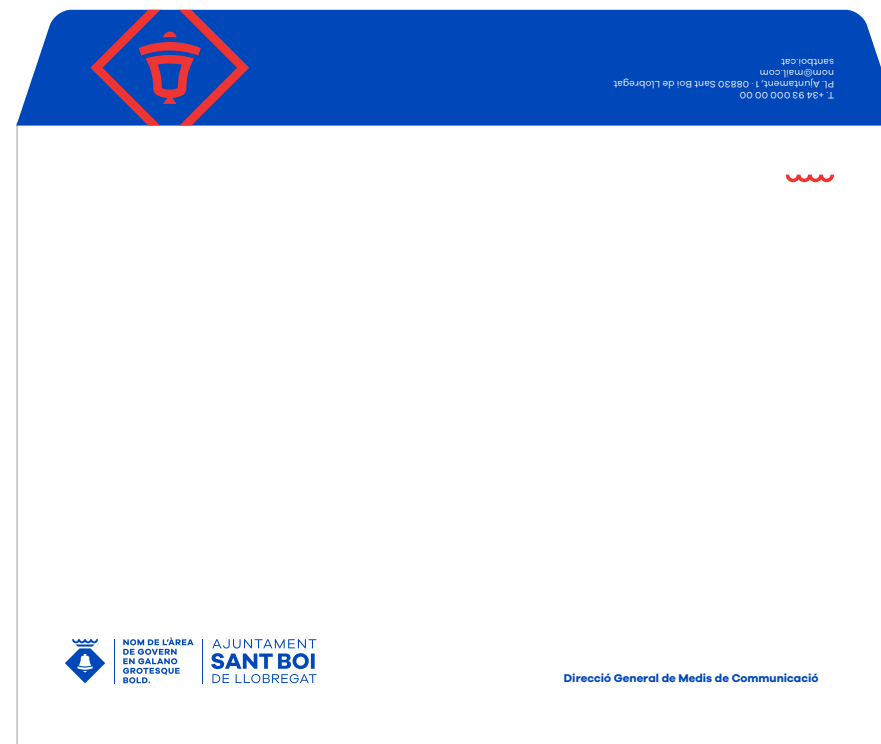 T. +34 93 000 00 00
Pl. Ajuntament, 1 · 08830 Sant Boi de Llobregat
nom@mail.com
santboi.cat
NOM DE L'ÀREA
DE GOVERN
EN GALANO
GROTESQUE
BOLD.
AJUNTAMENT
SANT BOI
DE LLOBREGAT
Direcció General de Medis de Communicació